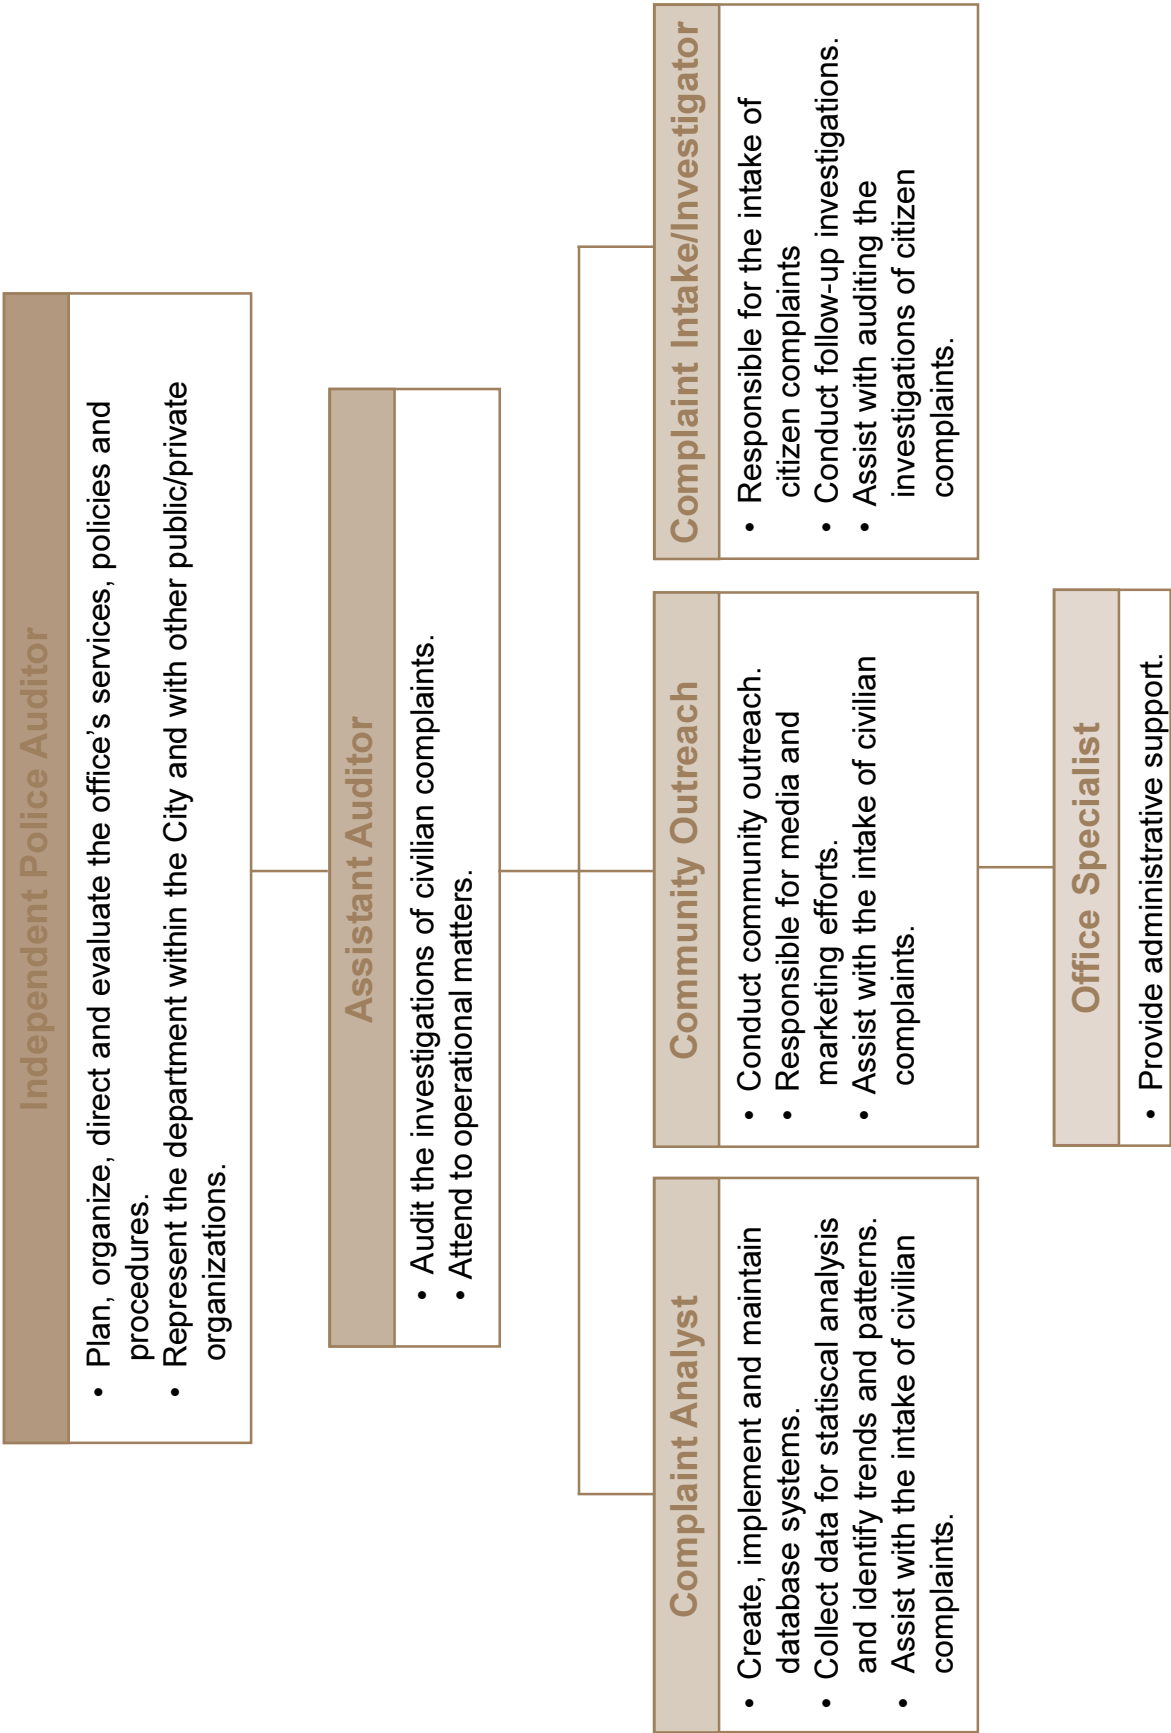 Independent Police Auditor
• Plan, organize, direct and evaluate the office’s services, policies and
procedures.
• Represent the department within the City and with other public/private
organizations.
Assistant Auditor
• Audit the investigations of civilian complaints.
• Attend to operational matters.
Complaint Analyst
• Create, implement and maintain
database systems.
• Collect data for statiscal analysis
and identify trends and patterns.
• Assist with the intake of civilian
complaints.
Community Outreach
• Conduct community outreach.
• Responsible for media and
marketing efforts.
• Assist with the intake of civilian
complaints.
Complaint Intake/Investigator
• Responsible for the intake of
citizen complaints
• Conduct follow-up investigations.
• Assist with auditing the
investigations of citizen
complaints.
Office Specialist
• Provide administrative support.